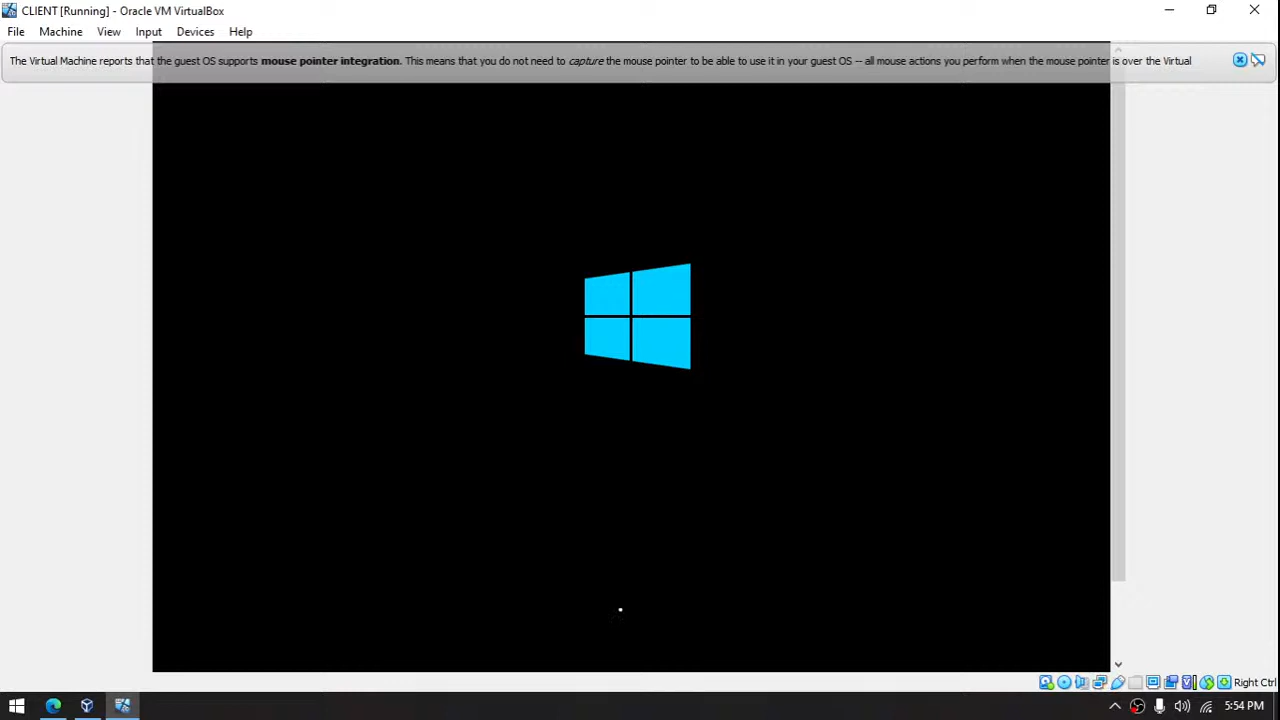 CLIENT [Running] - Oracle VM VirtualBox
File Machine View Input Devices Help
The Virtual Machine reports that the guest OS supports mouse pointer integration. This means that you do not need to capture the mouse pointer to be able to use it in your guest OS -- all mouse actions you perform when the mouse pointer is over the Virtual
Right Ctrl
5:54 PM